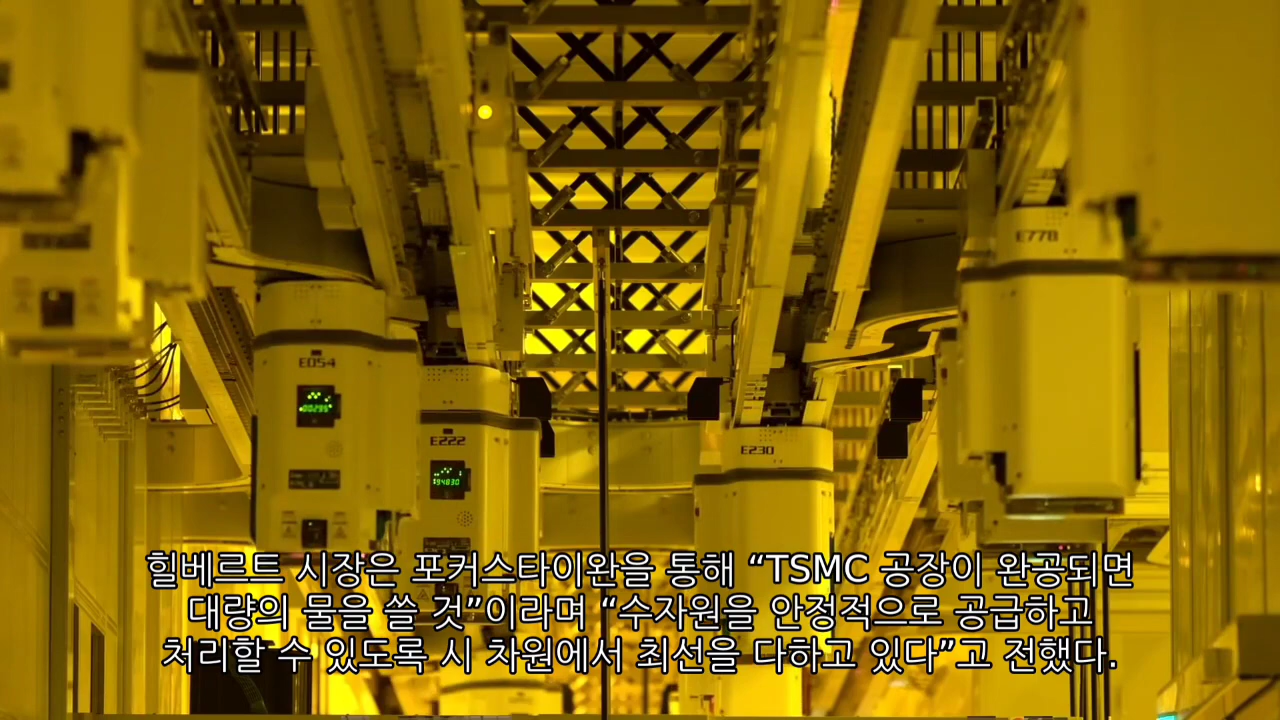 E778
E054
E222
94830
E230
힐베르트 시장은 포커스타이완을 통해 “TSMC 공장이 완공되면
대량의 물을 쓸 것”이라며 “수자원을 안정적으로 공급하고
처리할 수 있도록 시 차원에서 최선을 다하고 있다”고 전했다.